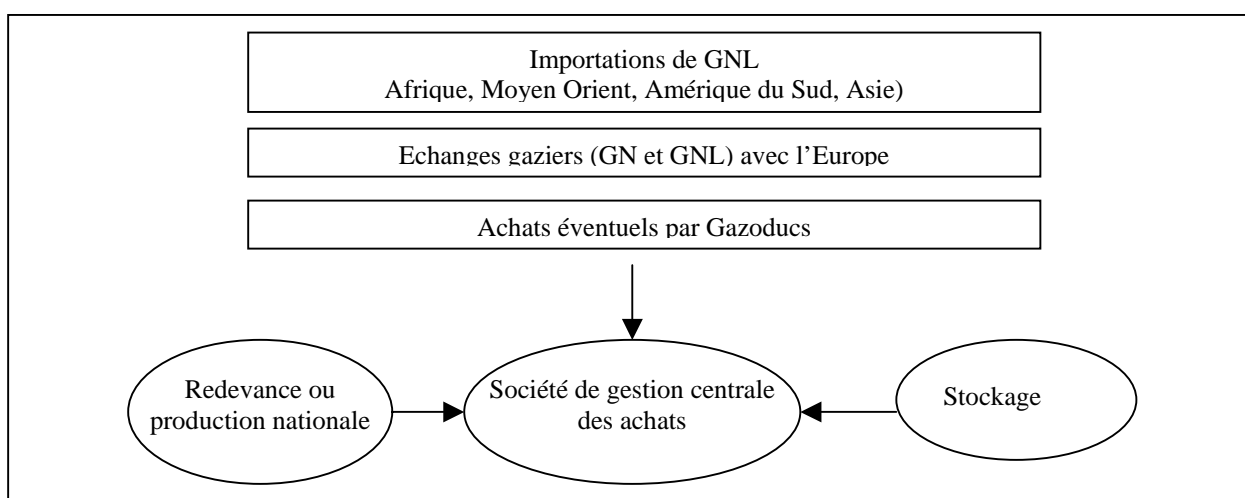 Importations de GNL
Afrique, Moyen Orient, Amérique du Sud, Asie)
Echanges gaziers (GN et GNL) avec l’Europe
Achats éventuels par Gazoducs
Redevance ou
production nationale
Société de gestion centrale
des achats
Stockage